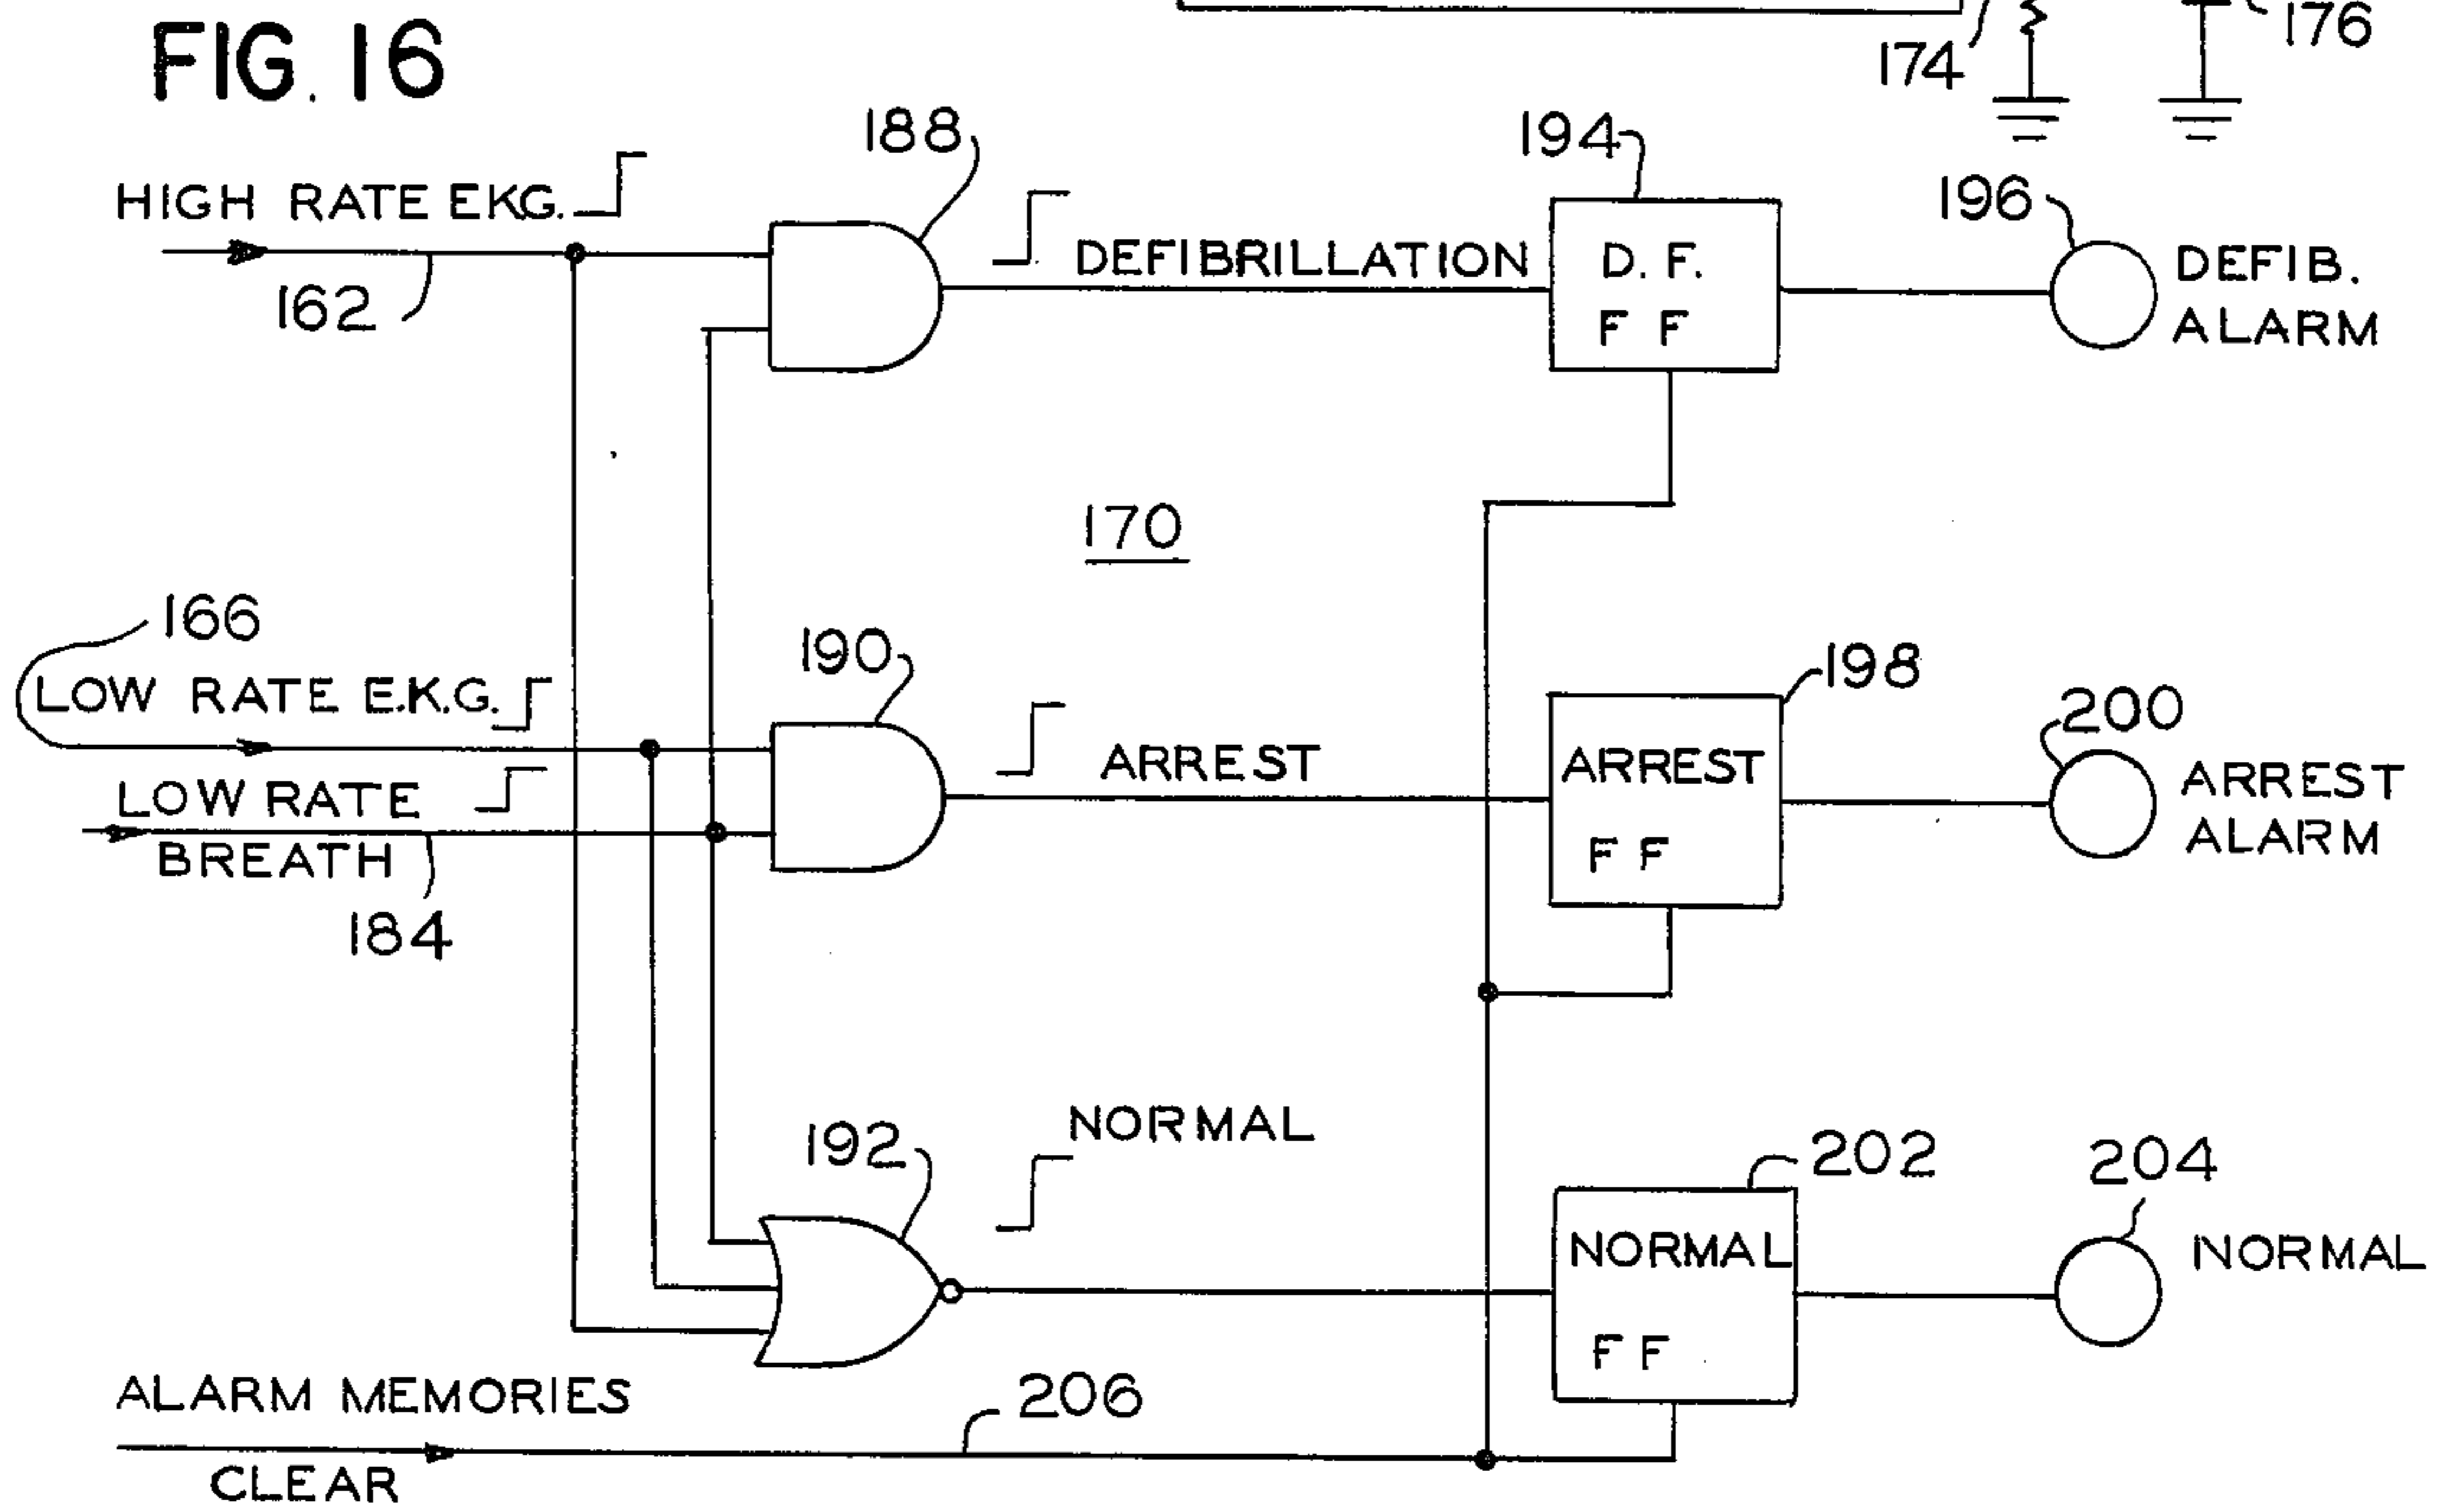 FIG. 16
174
176
188
194
196
HIGH RATE EKG.
162
DEFIBRILLATION
D. F.
F F
DEFIB.
ALARM
170
166
190
198
200
LOW RATE E.K.G.
ARREST
ARREST
F F
ARREST
ALARM
LOW RATE
BREATH
184
192
NORMAL
202
204
NORMAL
F F
NORMAL
ALARM MEMORIES
CLEAR
206